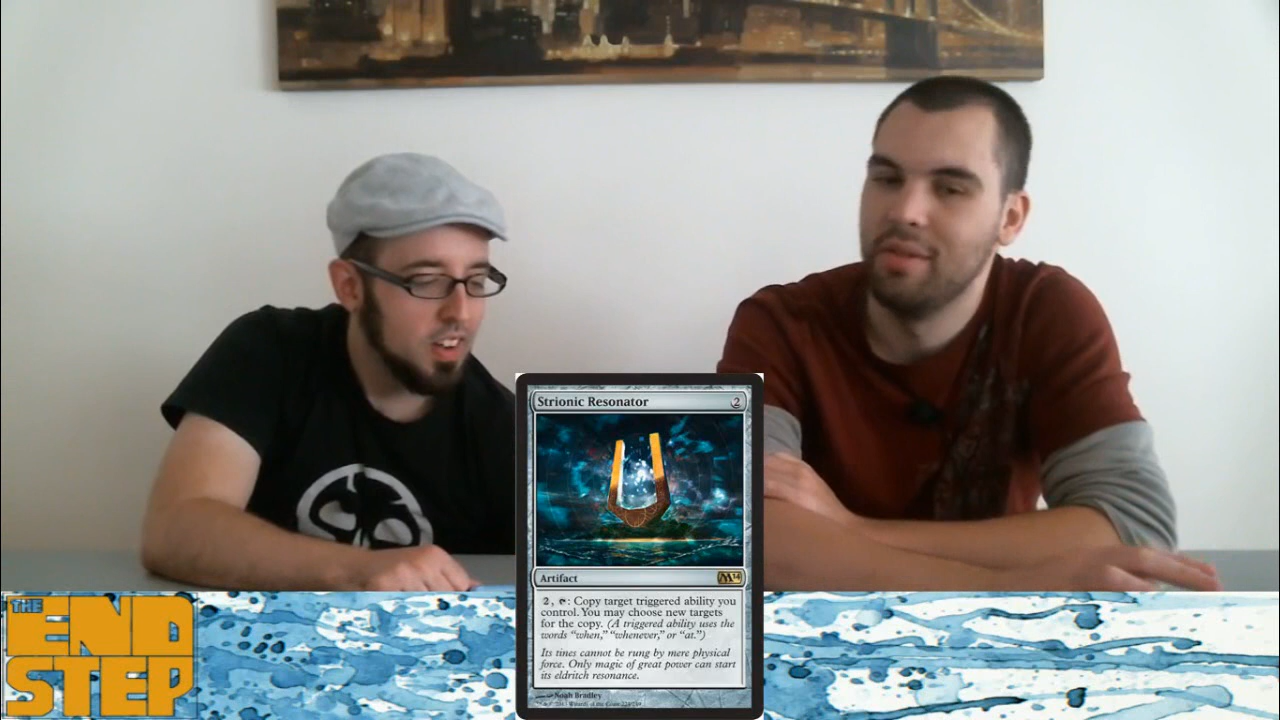 Strionic Resonator 2
Artifact M14
2, T: Copy target triggered ability you
control. You may choose new targets
for the copy. (A triggered ability uses the
words “when,” “whenever,” or “at.”)
Its tines cannot be rung by mere physical
force. Only magic of great power can start
its eldritch resonance.
Noah Bradley
THE
END
STEP